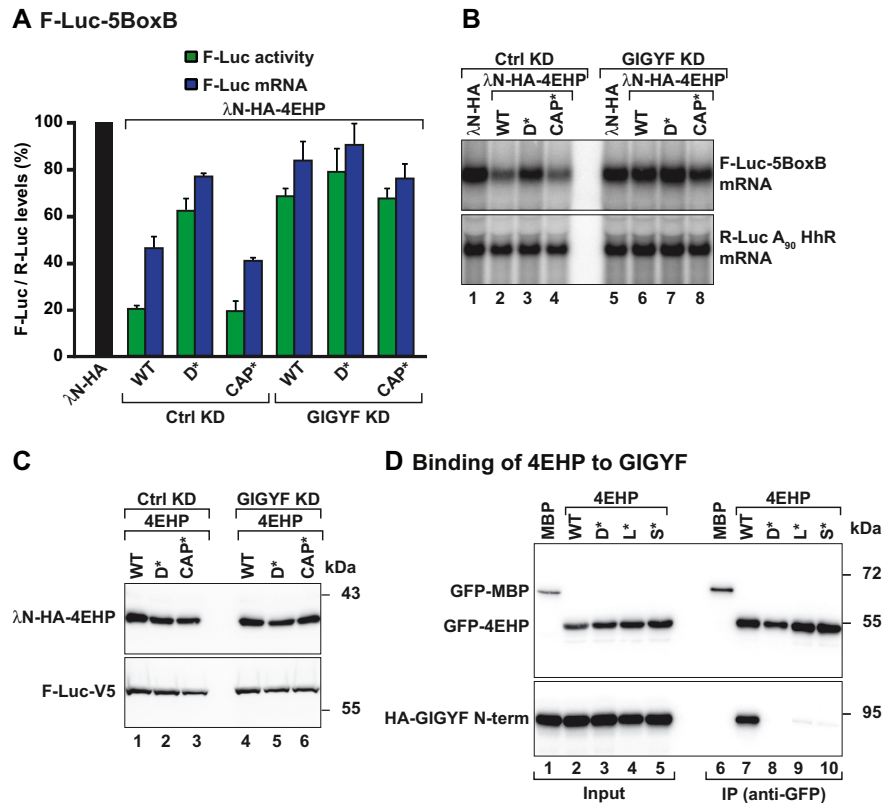 A F-Luc-5BoxB
F-Luc activity
F-Luc mRNA
λN-HA-4EHP
F-Luc / R-Luc levels (%)
100
80
60
40
20
0
λN-HA
WT
D*
CAP*
WT
D*
CAP*
Ctrl KD
GIGYF KD
B
Ctrl KD
GIGYF KD
λN-HA
λN-HA-4EHP
WT
D*
CAP*
λN-HA
λN-HA-4EHP
WT
D*
CAP*
F-Luc-5BoxB
mRNA
R-Luc A90 HhR
mRNA
1 2 3 4 5 6 7 8
C
Ctrl KD
GIGYF KD
4EHP
4EHP
WT
D*
CAP*
WT
D*
CAP*
kDa
43
λN-HA-4EHP
F-Luc-V5
55
1 2 3 4 5 6
D Binding of 4EHP to GIGYF
4EHP
4EHP
MBP
WT
D*
L*
S*
MBP
WT
D*
L*
S*
kDa
72
GFP-MBP
GFP-4EHP
55
HA-GIGYF N-term
95
1 2 3 4 5 6 7 8 9 10
Input
IP (anti-GFP)